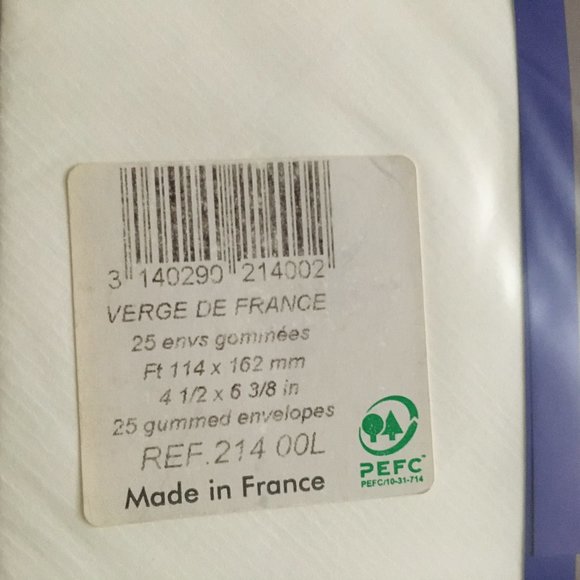 3 140290 214002
VERGE DE FRANCE
25 envs gommées
Ft 114 x 162 mm
4 1/2 x 6 3/8 in
25 gummed envelopes
REF.214 00L
Made in France
PEFC™
PEFC/10-31-714